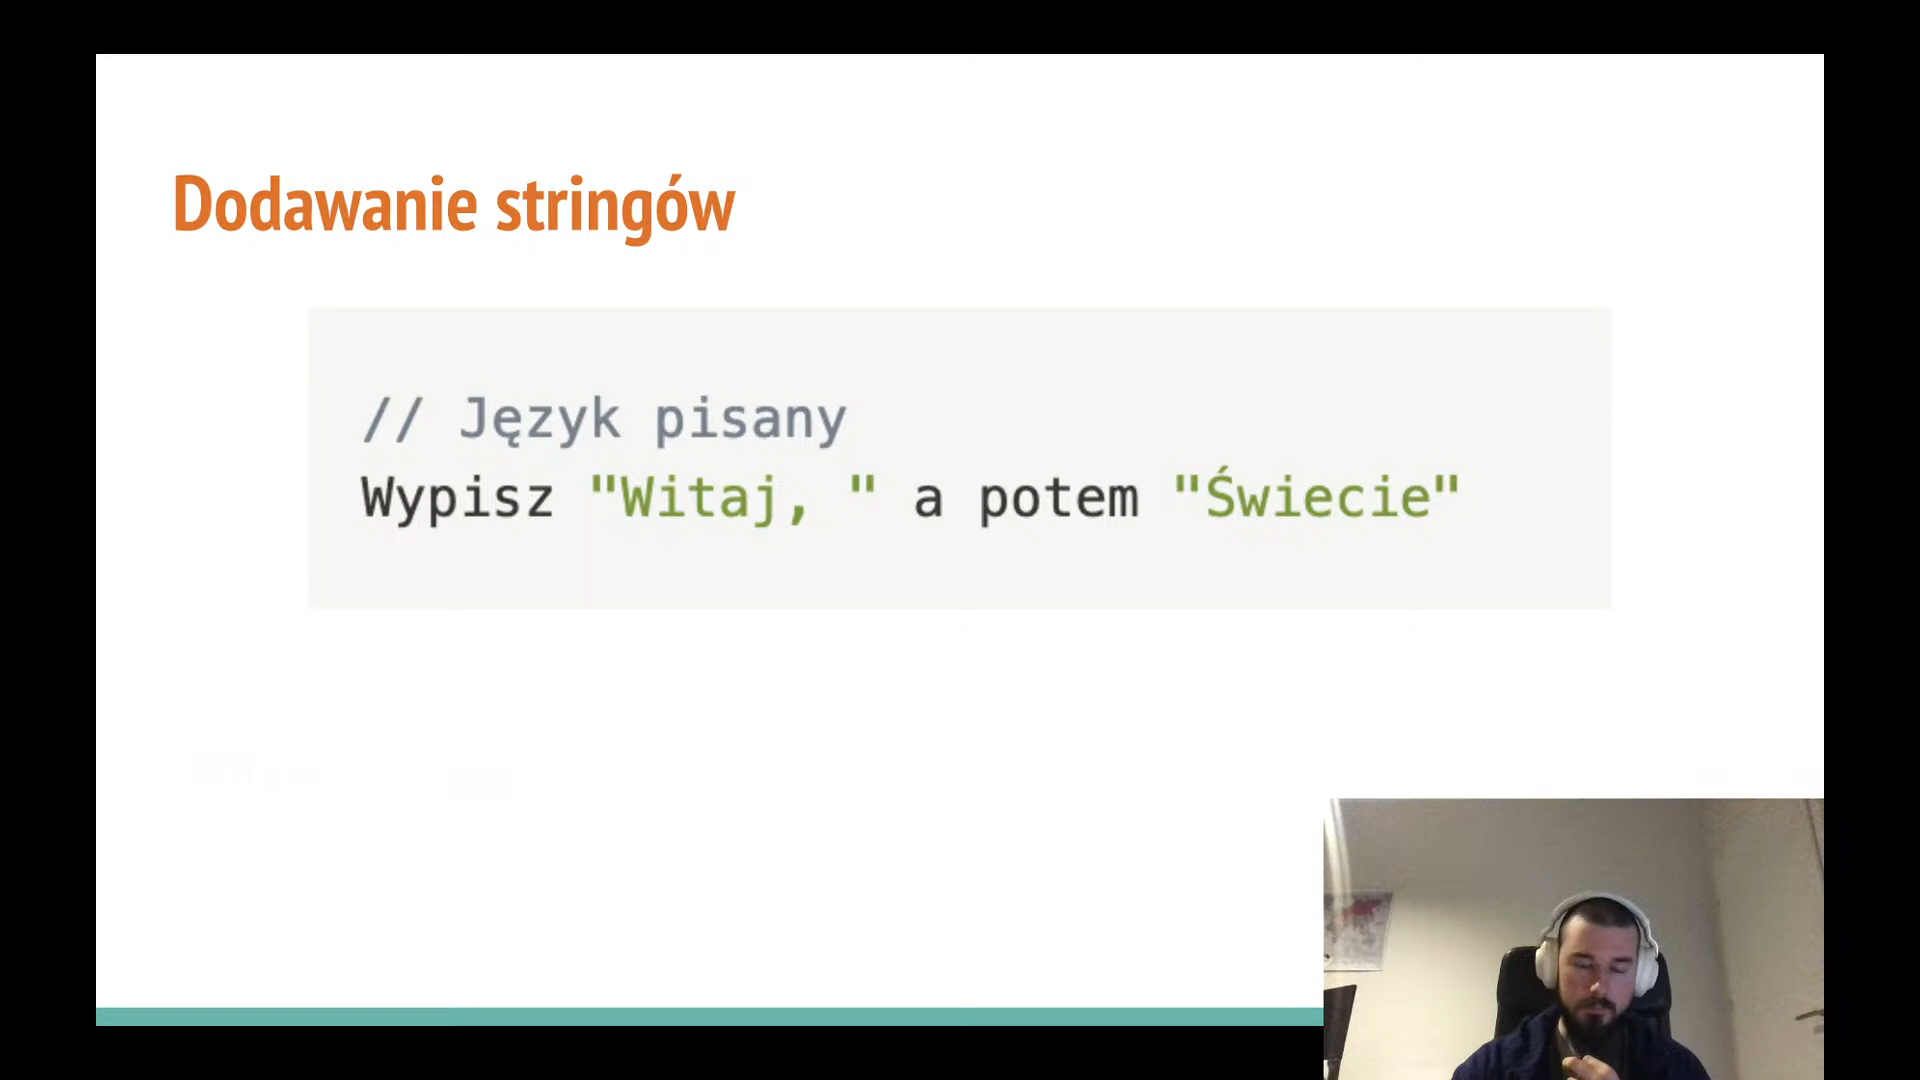 Dodawanie stringów
// Język pisany
Wypisz "Witaj, " a potem "Świecie"